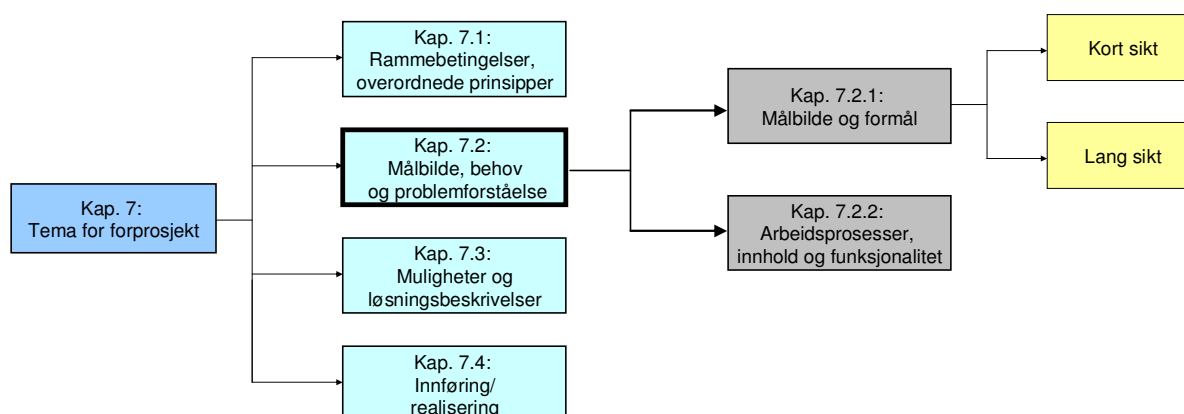 Kap. 7:
Tema for forprosjekt
Kap. 7.1:
Rammebetingelser,
overordnede prinsipper
Kap. 7.2:
Målbilde, behov
og problemforståelse
Kap. 7.3:
Muligheter og
løsningsbeskrivelser
Kap. 7.4:
Innføring/
realisering
Kap. 7.2.1:
Målbilde og formål
Kap. 7.2.2:
Arbeidsprosesser,
innhold og funksjonalitet
Kort sikt
Lang sikt